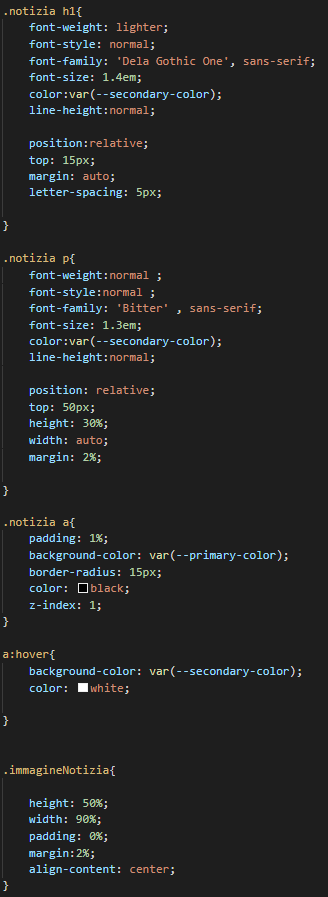 .notizia h1{
font-weight: lighter;
font-style: normal;
font-family: 'Dela Gothic One', sans-serif;
font-size: 1.4em;
color:var(--secondary-color);
line-height:normal;
position:relative;
top: 15px;
margin: auto;
letter-spacing: 5px;
}
.notizia p{
font-weight:normal ;
font-style:normal ;
font-family: 'Bitter' , sans-serif;
font-size: 1.3em;
color:var(--secondary-color);
line-height:normal;
position: relative;
top: 50px;
height: 30%;
width: auto;
margin: 2%;
}
.notizia a{
padding: 1%;
background-color: var(--primary-color);
border-radius: 15px;
color: black;
z-index: 1;
}
a:hover{
background-color: var(--secondary-color);
color: white;
}
.immagineNotizia{
height: 50%;
width: 90%;
padding: 0%;
margin:2%;
align-content: center;
}